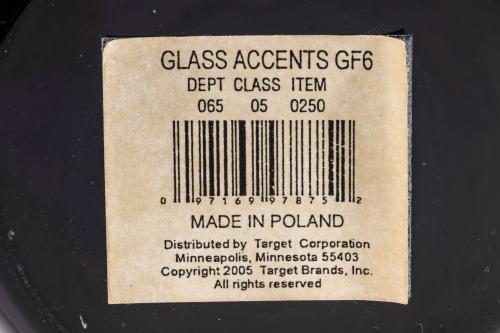 GLASS ACCENTS GF6
DEPT CLASS ITEM
065 05 0250
0 97169 97875 2
MADE IN POLAND
Distributed by Target Corporation
Minneapolis, Minnesota 55403
Copyright 2005 Target Brands, Inc.
All rights reserved